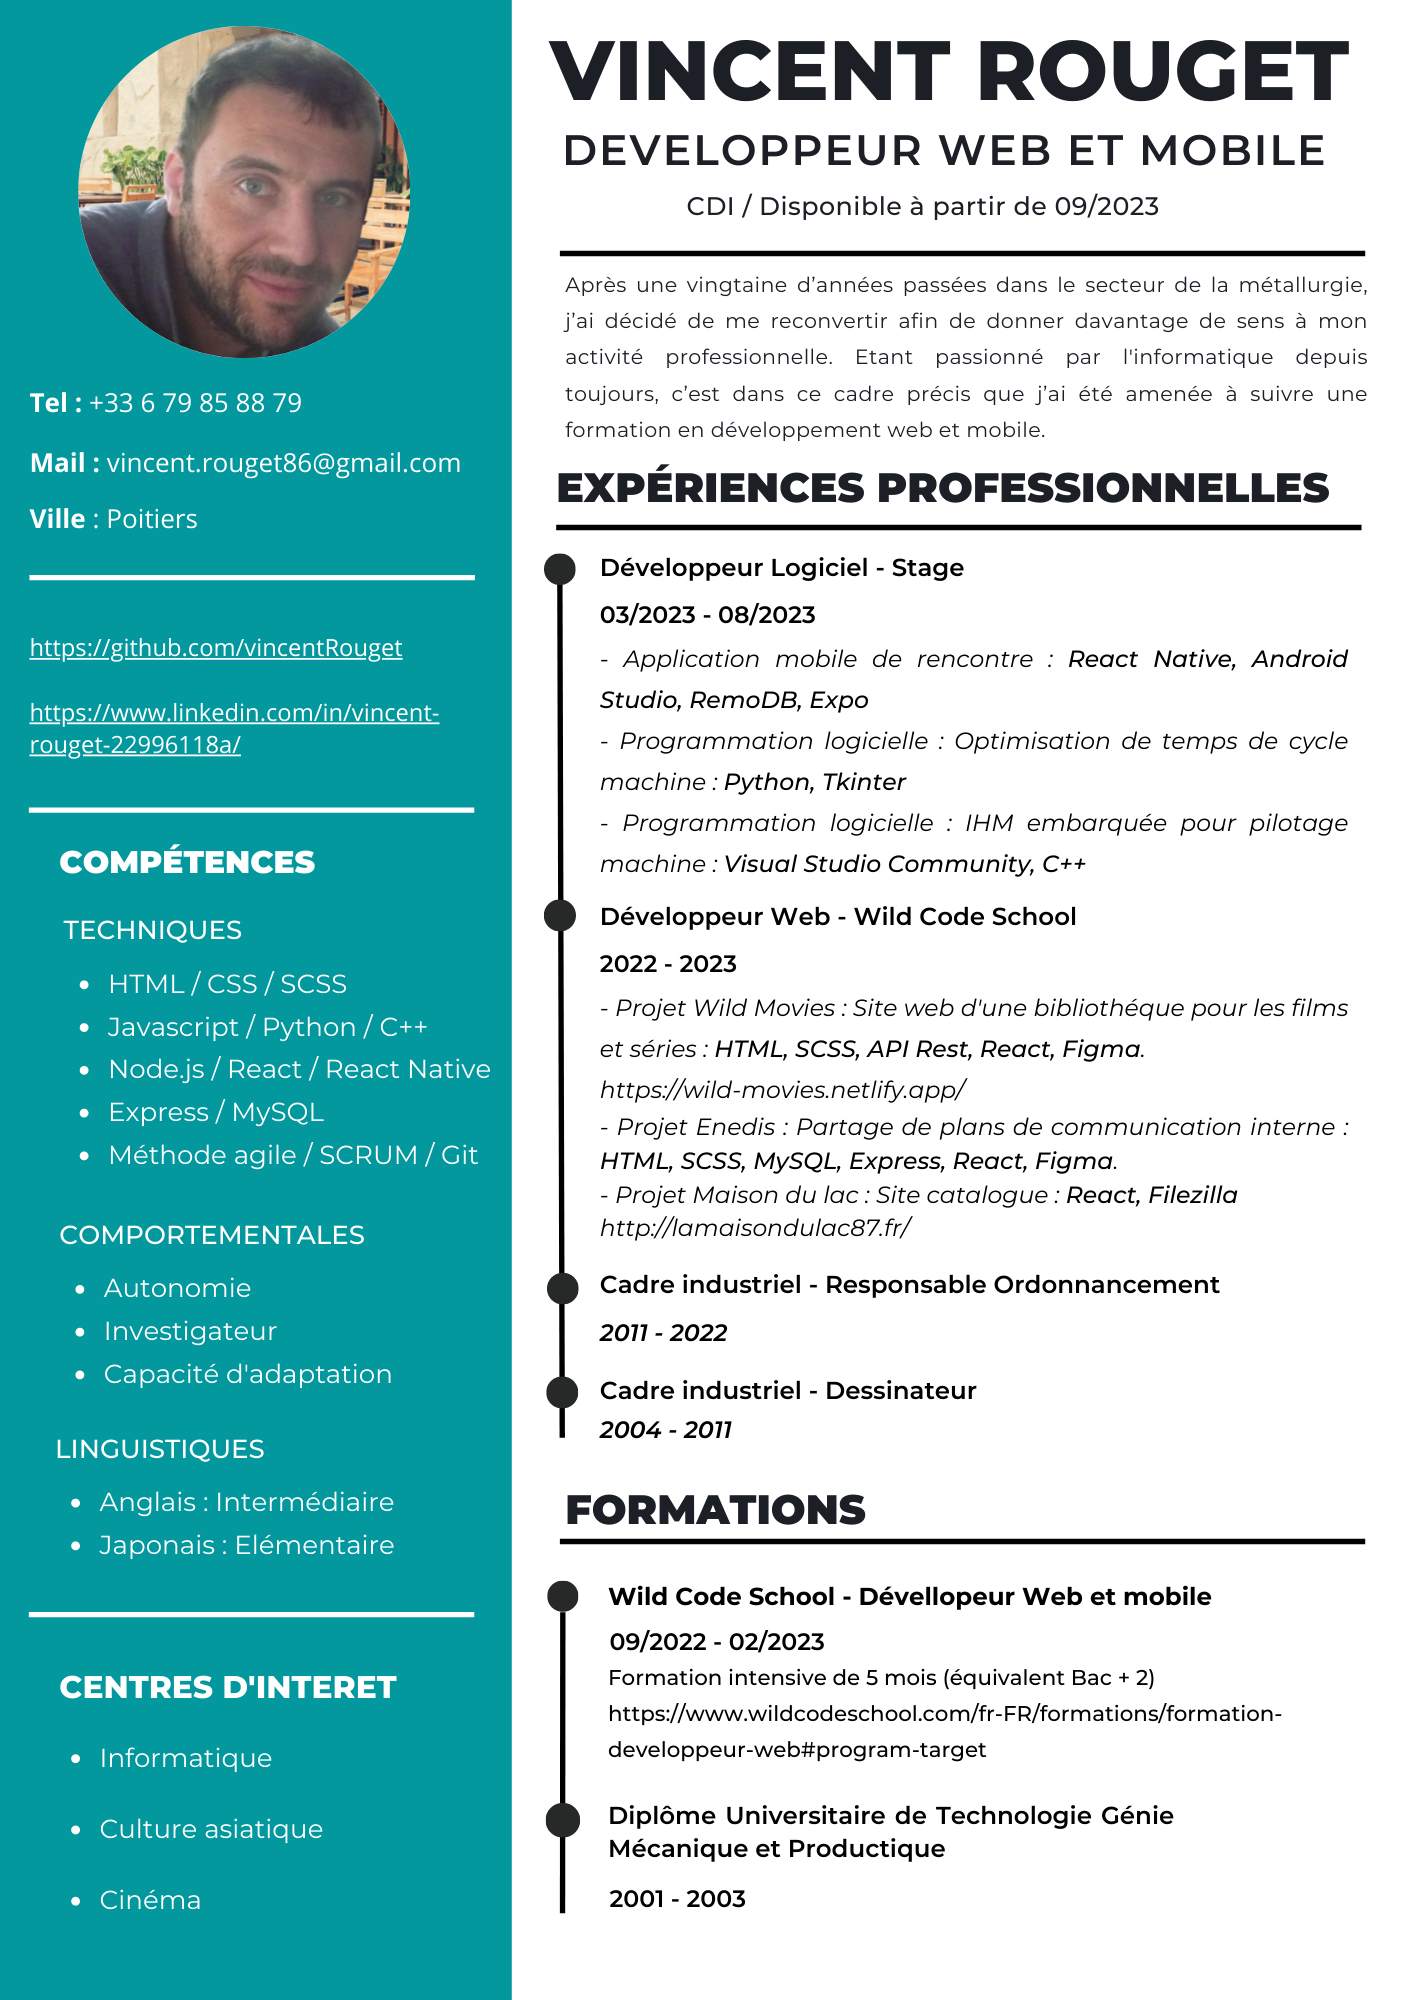 VINCENT ROUGET
DEVELOPPEUR WEB ET MOBILE
CDI / Disponible à partir de 09/2023
Après une vingtaine d’années passées dans le secteur de la métallurgie,
j’ai décidé de me reconvertir afin de donner davantage de sens à mon
activité professionnelle. Etant passionné par l'informatique depuis
toujours, c’est dans ce cadre précis que j’ai été amenée à suivre une
formation en développement web et mobile.
Tel : +33 6 79 85 88 79
Mail : vincent.rouget86@gmail.com
Ville : Poitiers
https://github.com/vincentRouget
https://www.linkedin.com/in/vincent-
rouget-22996118a/
COMPÉTENCES
TECHNIQUES
• HTML / CSS / SCSS
• Javascript / Python / C++
• Node.js / React / React Native
• Express / MySQL
• Méthode agile / SCRUM / Git
COMPORTEMENTALES
• Autonomie
• Investigateur
• Capacité d'adaptation
LINGUISTIQUES
• Anglais : Intermédiaire
• Japonais : Elémentaire
CENTRES D'INTERET
• Informatique
• Culture asiatique
• Cinéma
EXPÉRIENCES PROFESSIONNELLES
Développeur Logiciel - Stage
03/2023 - 08/2023
- Application mobile de rencontre : React Native, Android
Studio, RemoDB, Expo
- Programmation logicielle : Optimisation de temps de cycle
machine : Python, Tkinter
- Programmation logicielle : IHM embarquée pour pilotage
machine : Visual Studio Community, C++
Développeur Web - Wild Code School
2022 - 2023
- Projet Wild Movies : Site web d'une bibliothéque pour les films
et séries : HTML, SCSS, API Rest, React, Figma.
https://wild-movies.netlify.app/
- Projet Enedis : Partage de plans de communication interne :
HTML, SCSS, MySQL, Express, React, Figma.
- Projet Maison du lac : Site catalogue : React, Filezilla
http://lamaisondulac87.fr/
Cadre industriel - Responsable Ordonnancement
2011 - 2022
Cadre industriel - Dessinateur
2004 - 2011
FORMATIONS
Wild Code School - Dévellopeur Web et mobile
09/2022 - 02/2023
Formation intensive de 5 mois (équivalent Bac + 2)
https://www.wildcodeschool.com/fr-FR/formations/formation-
developpeur-web#program-target
Diplôme Universitaire de Technologie Génie
Mécanique et Productique
2001 - 2003